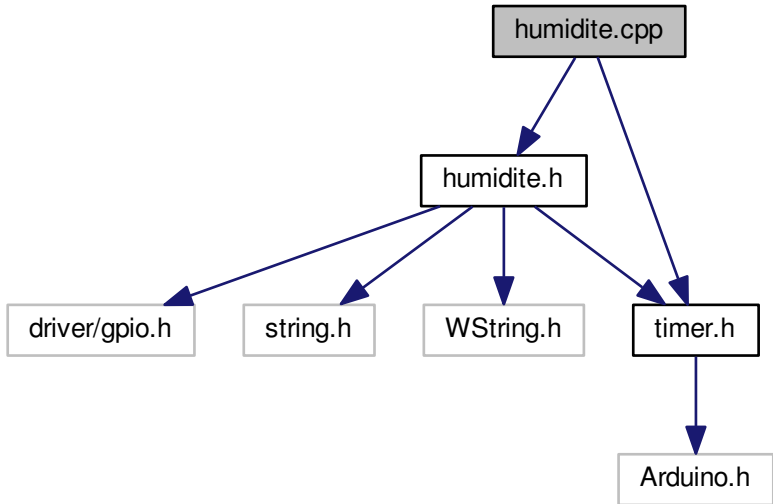 humidite.cpp
humidite.h
driver/gpio.h
string.h
WString.h
timer.h
Arduino.h